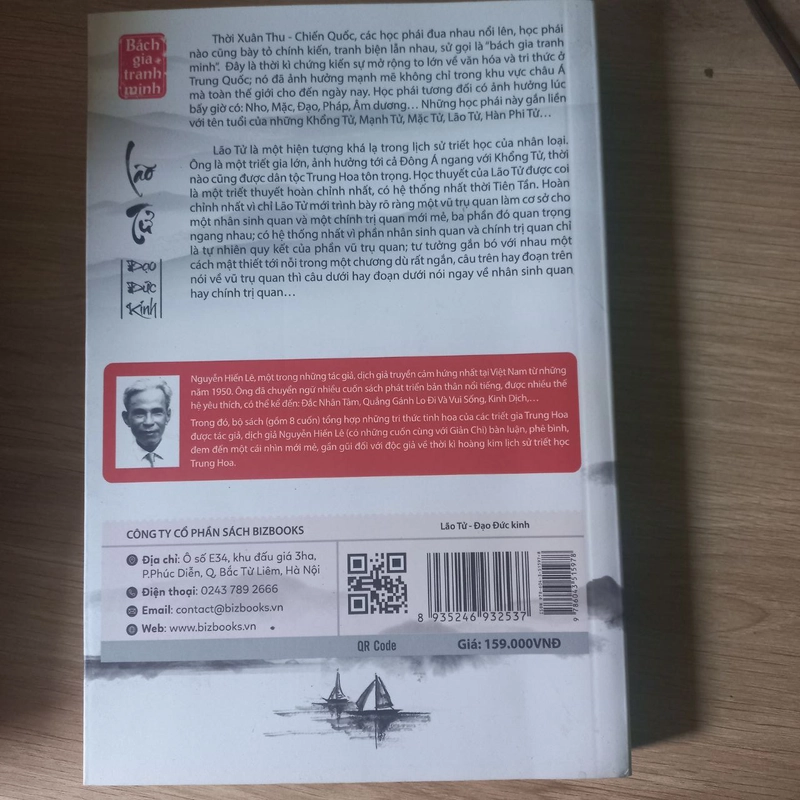 Bách
gia
tranh
minh
Lão
Tử
Đạo
Đức
Kinh
Thời Xuân Thu - Chiến Quốc, các học phái đua nhau nổi lên, học phái
nào cũng bày tỏ chính kiến, tranh biện lẫn nhau, sử gọi là "bách gia tranh
minh". Đây là thời kì chứng kiến sự mở rộng to lớn về văn hóa và tri thức ở
Trung Quốc; nó đã ảnh hưởng mạnh mẽ không chỉ trong khu vực châu Á
mà toàn thế giới cho đến ngày nay. Học phái tương đối có ảnh hưởng lúc
bấy giờ có: Nho, Mặc, Đạo, Pháp, Âm dương... Những học phái này gắn liền
với tên tuổi của những Khổng Tử, Mạnh Tử, Mặc Tử, Lão Tử, Hàn Phi Tử...
Lão Tử là một hiện tượng khá lạ trong lịch sử triết học của nhân loại.
Ông là một triết gia lớn, ảnh hưởng tới cả Đông Á ngang với Khổng Tử, thời
nào cũng được dân tộc Trung Hoa tôn trọng. Học thuyết của Lão Tử được coi
là một triết thuyết hoàn chỉnh nhất, có hệ thống nhất thời Tiên Tần. Hoàn
chỉnh nhất vì chỉ Lão Tử mới trình bày rõ ràng một vũ trụ quan làm cơ sở cho
một nhân sinh quan và một chính trị quan mới mẻ, ba phần đó quan trọng
ngang nhau; có hệ thống nhất vì phần nhân sinh quan và chính trị quan chỉ
là tự nhiên quy kết của phần vũ trụ quan; tư tưởng gắn bó với nhau một
cách mật thiết tới nỗi trong một chương dù rất ngắn, câu trên hay đoạn trên
nói về vũ trụ quan thì câu dưới hay đoạn dưới nói ngay về nhân sinh quan
hay chính trị quan...
Nguyễn Hiến Lê, một trong những tác giả, dịch giả truyền cảm hứng nhất tại Việt Nam từ những
năm 1950. Ông đã chuyển ngữ nhiều cuốn sách phát triển bản thân nổi tiếng, được nhiều thế
hệ yêu thích, có thể kể đến: Đắc Nhân Tâm, Quẳng Gánh Lo Đi Và Vui Sống, Kinh Dịch,...
Trong đó, bộ sách (gồm 8 cuốn) tổng hợp những tri thức tinh hoa của các triết gia Trung Hoa
được tác giả, dịch giả Nguyễn Hiến Lê (có những cuốn cùng với Giản Chi) bàn luận, phê bình,
đem đến một cái nhìn mới mẻ, gần gũi đối với độc giả về thời kì hoàng kim lịch sử triết học
Trung Hoa.
CÔNG TY CỔ PHẦN SÁCH BIZBOOKS
Địa chỉ: Ô số E34, khu đấu giá 3ha,
P.Phúc Diễn, Q. Bắc Từ Liêm, Hà Nội
Điện thoại: 0243 789 2666
Email: contact@bizbooks.vn
Web: www.bizbooks.vn
Lão Tử - Đạo Đức kinh
8 935246 932537
9 786043 515978
QR Code
Giá: 159.000VNĐ